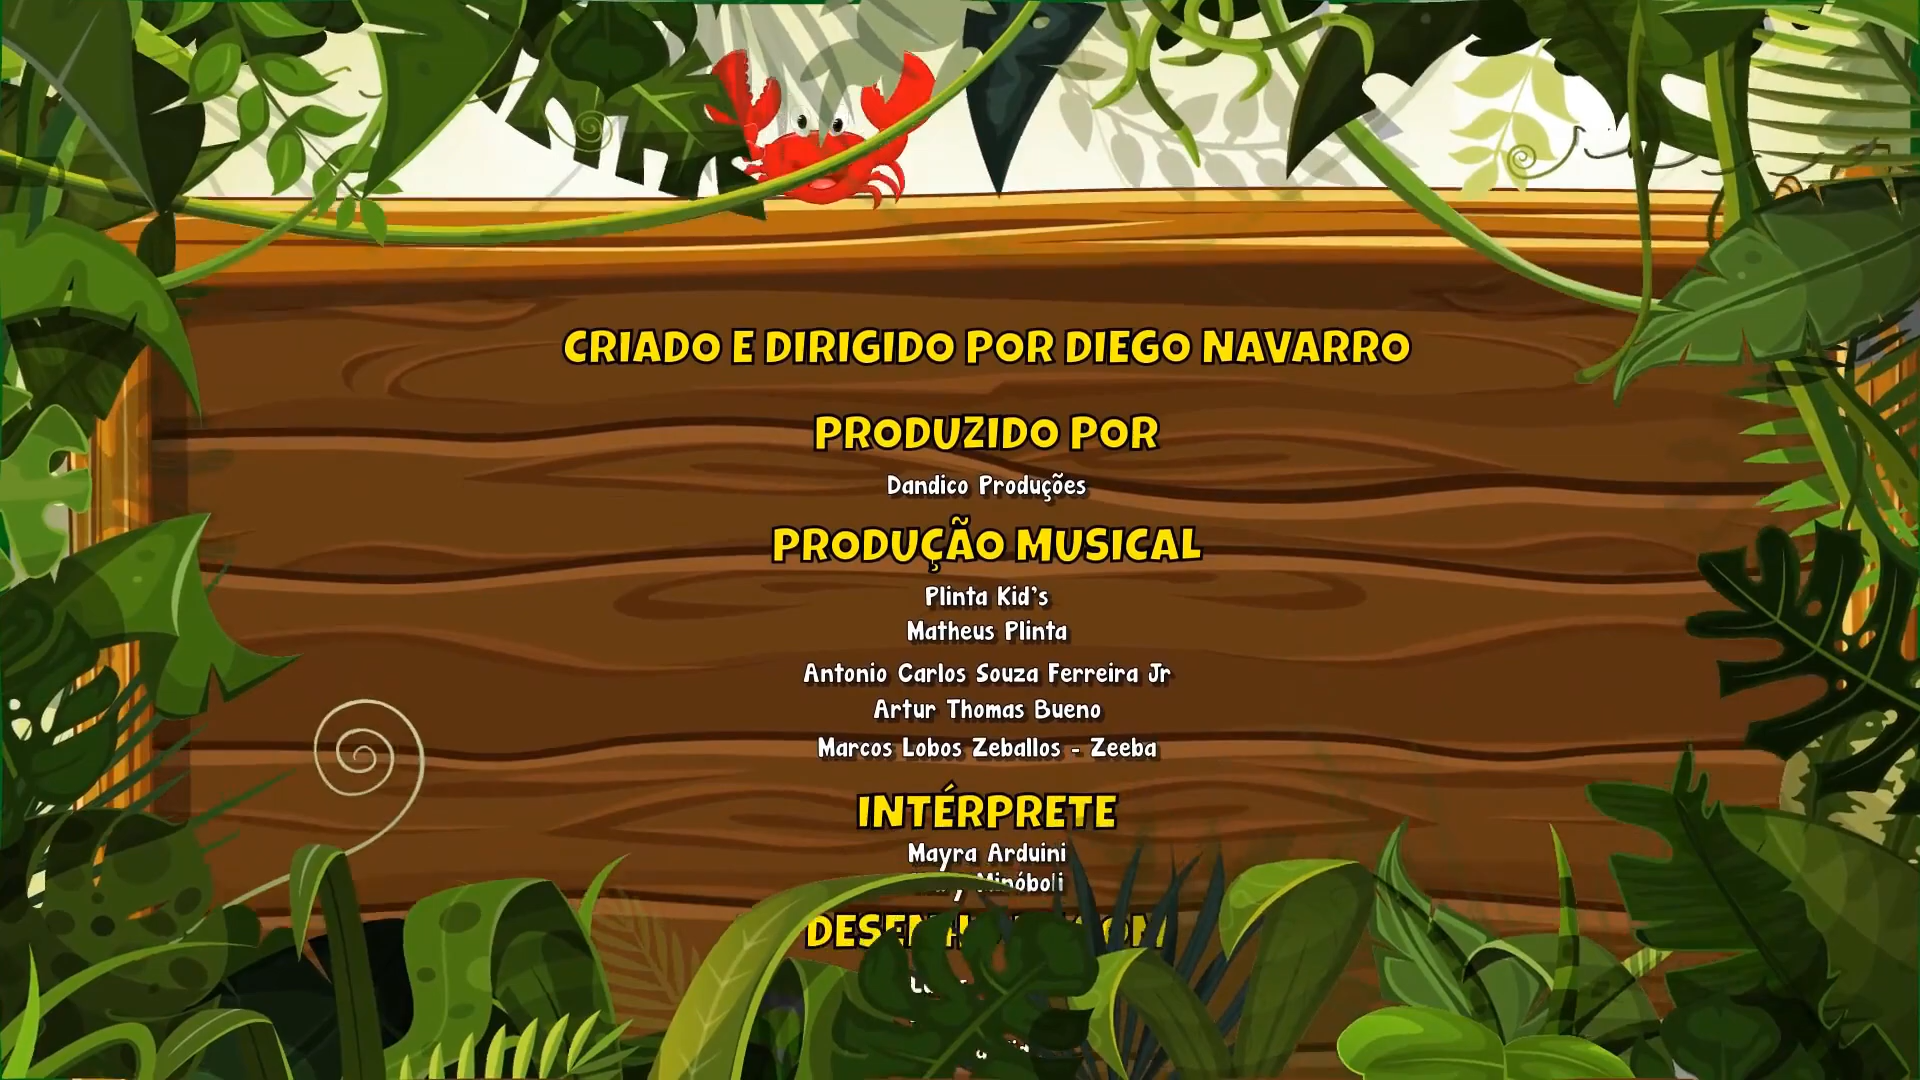 CRIADO E DIRIGIDO POR DIEGO NAVARRO
PRODUZIDO POR
Dandico Produções
PRODUÇÃO MUSICAL
Plinta Kid's
Matheus Plinta
Antonio Carlos Souza Ferreira Jr
Artur Thomas Bueno
Marcos Lobos Zeballos - Zeeba
INTÉRPRETE
Mayra Arduini
Minóboli